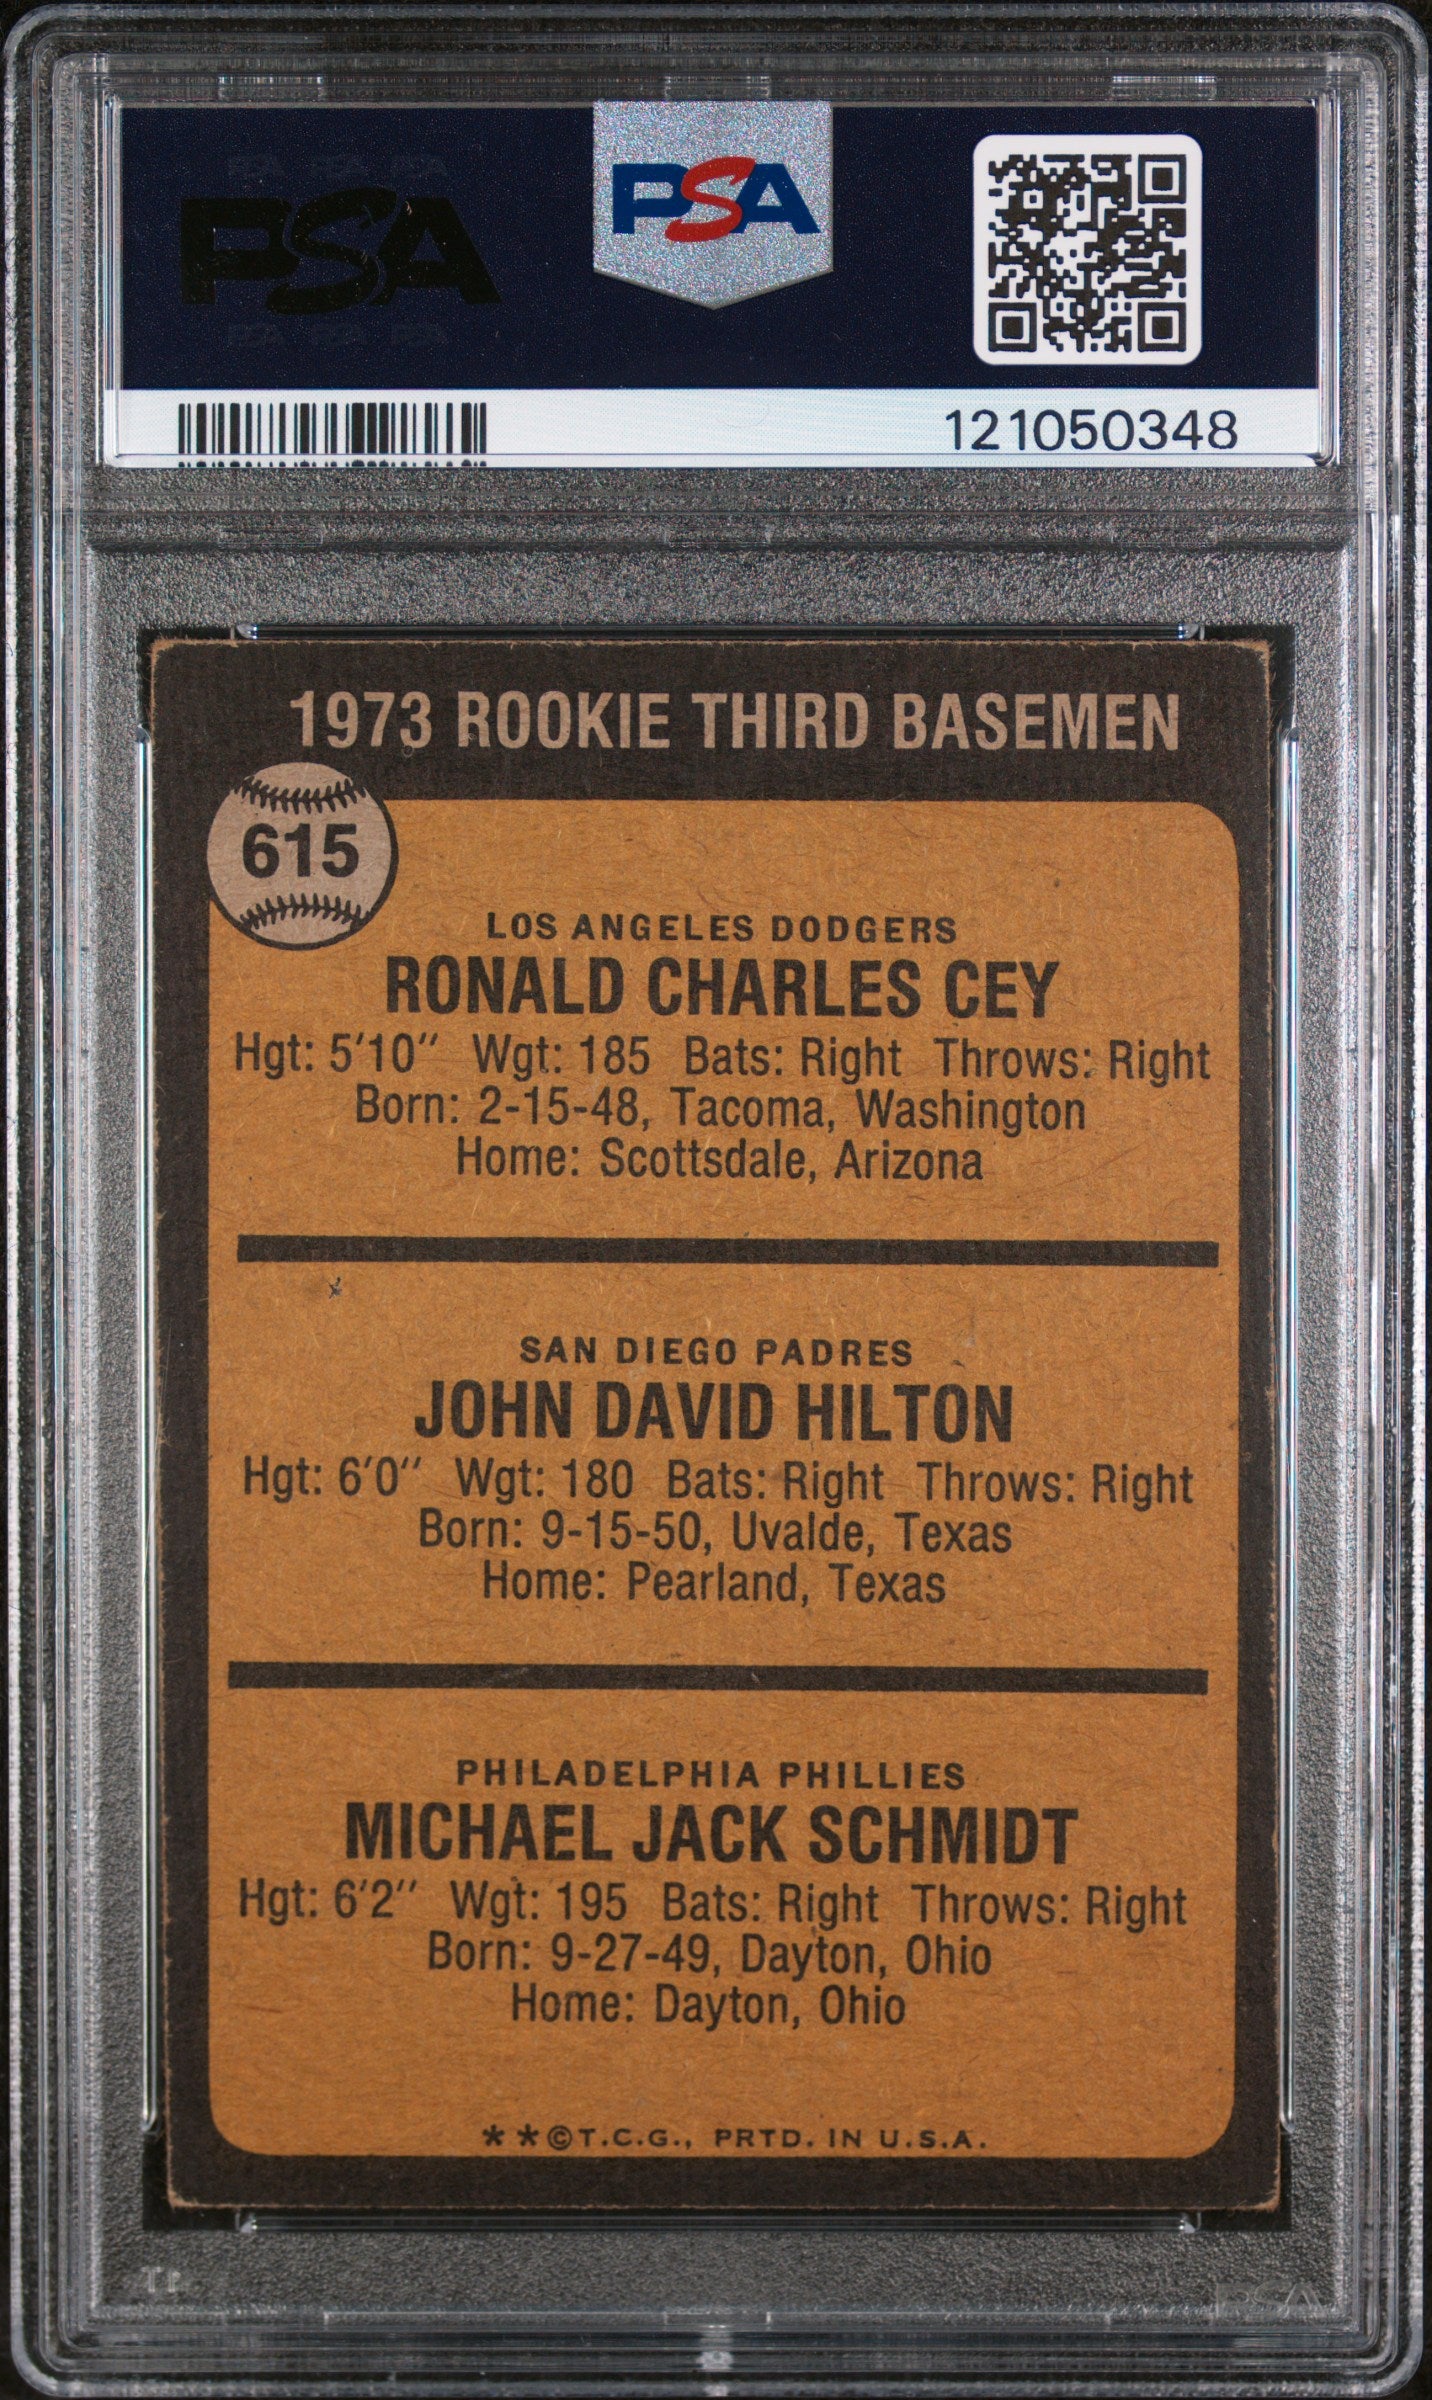 PSA
PSA
121050348
1973 ROOKIE THIRD BASEMEN
615
LOS ANGELES DODGERS
RONALD CHARLES CEY
Hgt: 5'10" Wgt: 185 Bats: Right Throws: Right
Born: 2-15-48, Tacoma, Washington
Home: Scottsdale, Arizona
SAN DIEGO PADRES
JOHN DAVID HILTON
Hgt: 6'0" Wgt: 180 Bats: Right Throws: Right
Born: 9-15-50, Uvalde, Texas
Home: Pearland, Texas
PHILADELPHIA PHILLIES
MICHAEL JACK SCHMIDT
Hgt: 6'2" Wgt: 195 Bats: Right Throws: Right
Born: 9-27-49, Dayton, Ohio
Home: Dayton, Ohio
* * © T.C.G., PRTD. IN U.S.A.
PSA